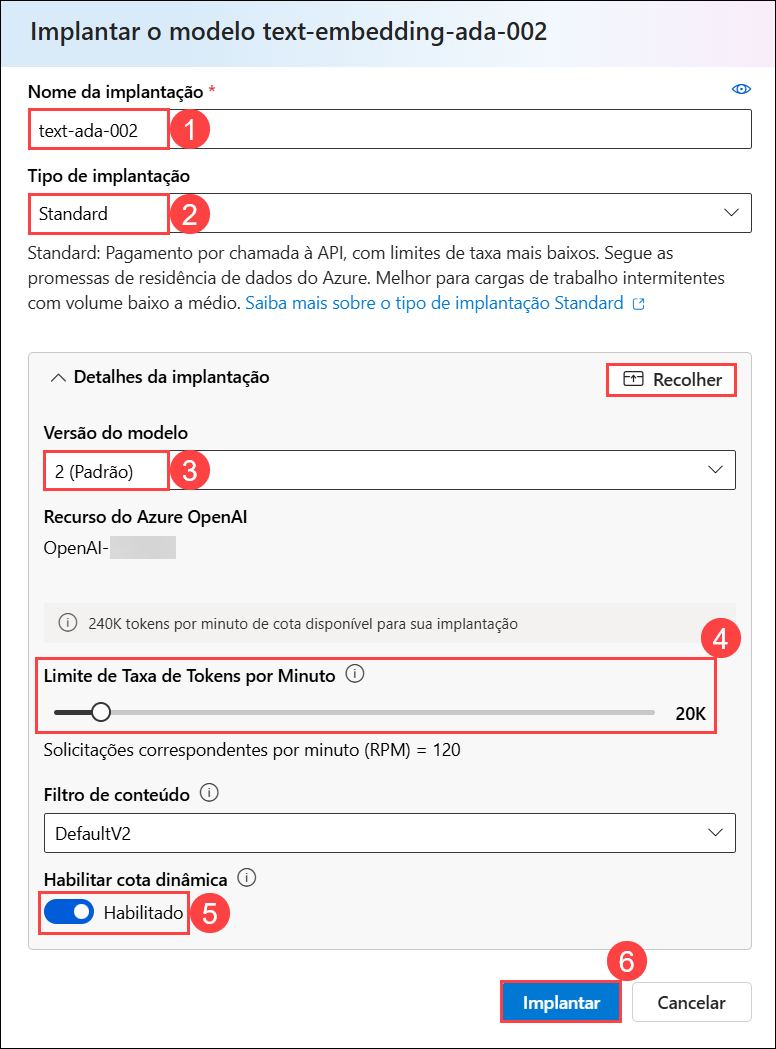 Implantar o modelo text-embedding-ada-002
Nome da implantação *
text-ada-002
1
Tipo de implantação
Standard
2
Standard: Pagamento por chamada à API, com limites de taxa mais baixos. Segue as
promessas de residência de dados do Azure. Melhor para cargas de trabalho intermitentes
com volume baixo a médio. Saiba mais sobre o tipo de implantação Standard
Detalhes da implantação
Recolher
Versão do modelo
2 (Padrão)
3
Recurso do Azure OpenAI
OpenAI-
240K tokens por minuto de cota disponível para sua implantação
4
Limite de Taxa de Tokens por Minuto
20K
Solicitações correspondentes por minuto (RPM) = 120
Filtro de conteúdo
DefaultV2
Habilitar cota dinâmica
Habilitado
5
6
Implantar
Cancelar